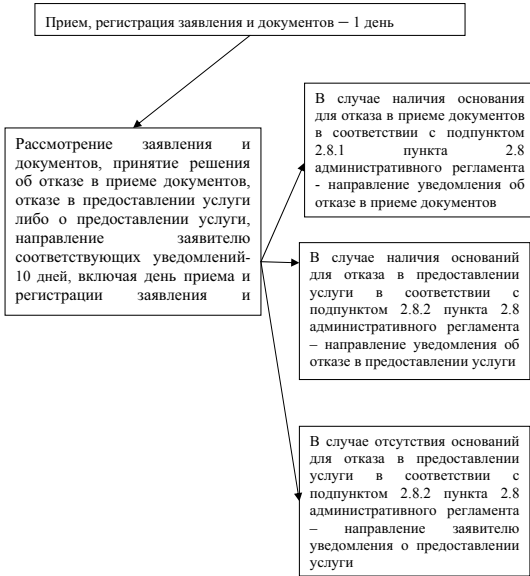 Прием, регистрация заявления и документов – 1 день
Рассмотрение заявления и
документов, принятие решения
об отказе в приеме документов,
отказе в предоставлении услуги
либо о предоставлении услуги,
направление заявителю
соответствующих уведомлений-
10 дней, включая день приема и
регистрации заявления и
В случае наличия основания
для отказа в приеме документов
в соответствии с подпунктом
2.8.1 пункта 2.8
административного регламента
- направление уведомления об
отказе в приеме документов
В случае наличия оснований
для отказа в предоставлении
услуги в соответствии с
подпунктом 2.8.2 пункта 2.8
административного регламента
– направление уведомления об
отказе в предоставлении услуги
В случае отсутствия оснований
для отказа в предоставлении
услуги в соответствии с
подпунктом 2.8.2 пункта 2.8
административного регламента
– направление заявителю
уведомления о предоставлении
услуги